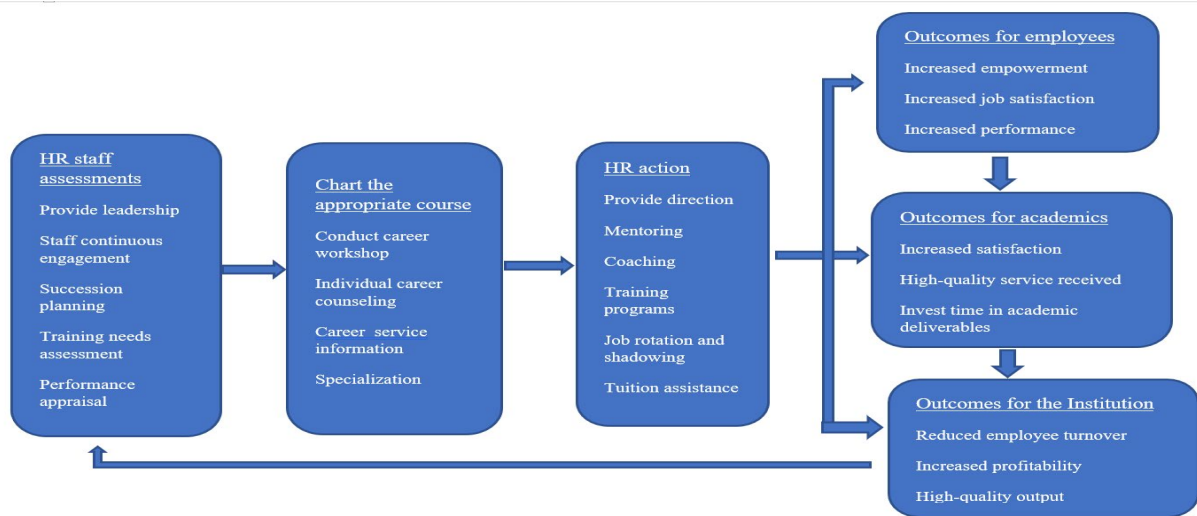 HR staff
assessments
Provide leadership
Staff continuous
engagement
Succession
planning
Training needs
assessment
Performance
appraisal
Chart the
appropriate course
Conduct career
workshop
Individual career
counseling
Career service
information
Specialization
HR action
Provide direction
Mentoring
Coaching
Training
programs
Job rotation and
shadowing
Tuition assistance
Outcomes for employees
Increased empowerment
Increased job satisfaction
Increased performance
Outcomes for academics
Increased satisfaction
High-quality service received
Invest time in academic
deliverables
Outcomes for the Institution
Reduced employee turnover
Increased profitability
High-quality output